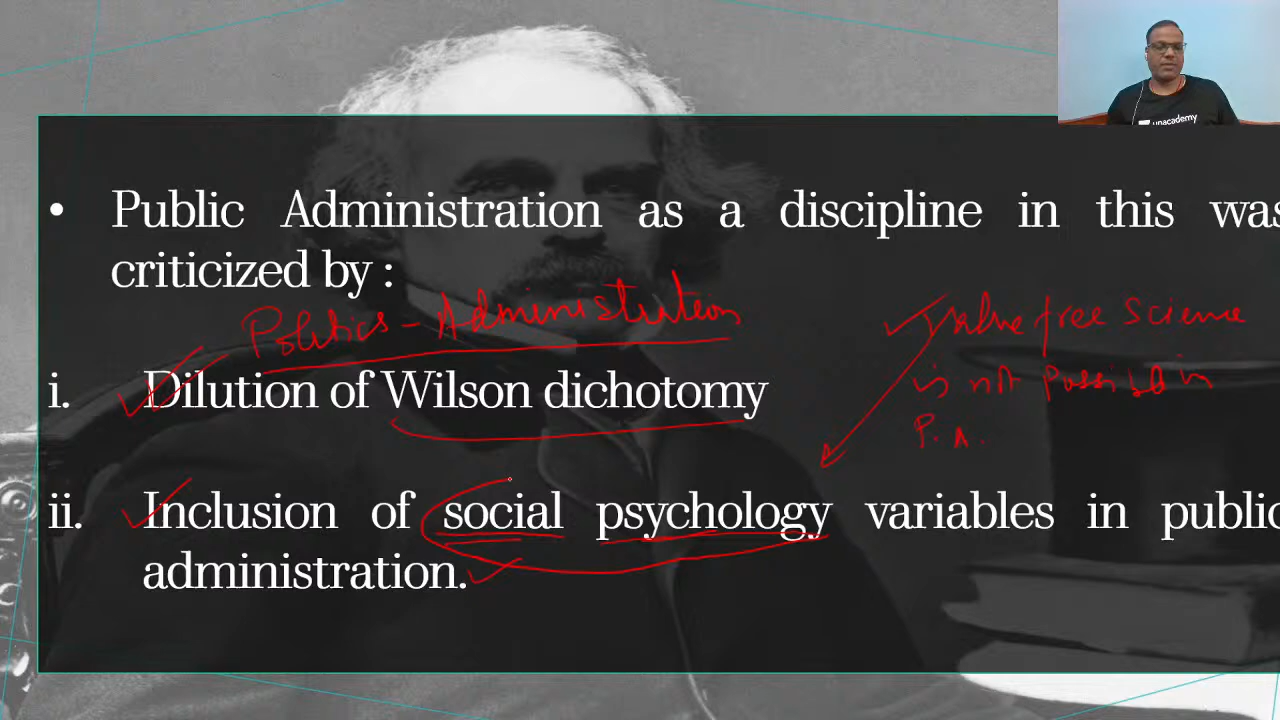 unacademy
• Public Administration as a discipline in this was
criticized by :
Politics - Administration
value free science
is not possible in
P. A.
i. Dilution of Wilson dichotomy
ii. Inclusion of social psychology variables in public
administration.